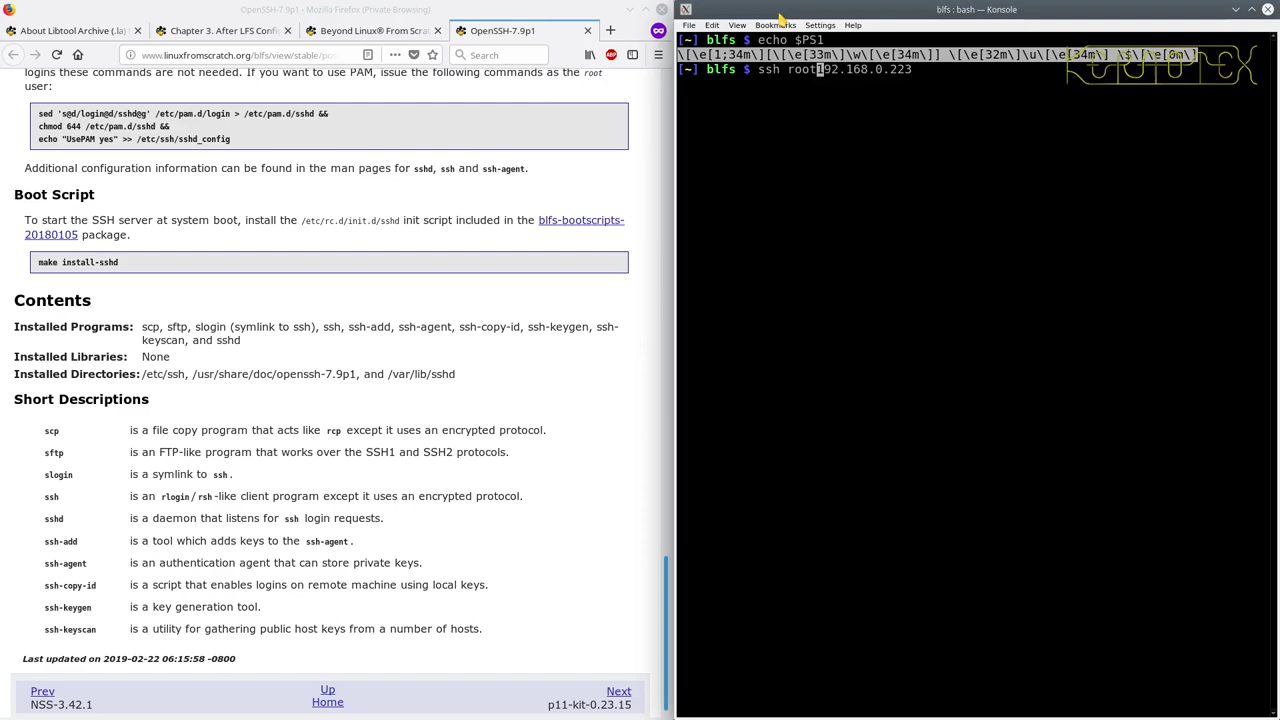 OpenSSH-7.9p1 - Mozilla Firefox (Private Browsing)
About Libtool Archive (.la)
Chapter 3. After LFS Confi
Beyond Linux® From Scra
OpenSSH-7.9p1
www.linuxfromscratch.org/blfs/view/stable/pos
Search
logins these commands are not needed. If you want to use PAM, issue the following commands as the root
user:
sed 's@d/login@d/sshd@g' /etc/pam.d/login > /etc/pam.d/sshd &&
chmod 644 /etc/pam.d/sshd &&
echo "UsePAM yes" >> /etc/ssh/sshd_config
Additional configuration information can be found in the man pages for sshd, ssh and ssh-agent.
Boot Script
To start the SSH server at system boot, install the /etc/rc.d/init.d/sshd init script included in the blfs-bootscripts-
20180105 package.
make install-sshd
Contents
Installed Programs: scp, sftp, slogin (symlink to ssh), ssh, ssh-add, ssh-agent, ssh-copy-id, ssh-keygen, ssh-
keyscan, and sshd
Installed Libraries: None
Installed Directories: /etc/ssh, /usr/share/doc/openssh-7.9p1, and /var/lib/sshd
Short Descriptions
scp is a file copy program that acts like rcp except it uses an encrypted protocol.
sftp is an FTP-like program that works over the SSH1 and SSH2 protocols.
slogin is a symlink to ssh.
ssh is an rlogin/rsh-like client program except it uses an encrypted protocol.
sshd is a daemon that listens for ssh login requests.
ssh-add is a tool which adds keys to the ssh-agent.
ssh-agent is an authentication agent that can store private keys.
ssh-copy-id is a script that enables logins on remote machine using local keys.
ssh-keygen is a key generation tool.
ssh-keyscan is a utility for gathering public host keys from a number of hosts.
Last updated on 2019-02-22 06:15:58 -0800
Prev Up Next
NSS-3.42.1 Home p11-kit-0.23.15
blfs : bash — Konsole
File Edit View Bookmarks Settings Help
[~] blfs $ echo $PS1
\[\e[1;34m\][\[\e[33m\]\w\[\e[34m\]] \[\e[32m\]\u\[\e[34m\] \$\[\e[0m\]
[~] blfs $ ssh root192.168.0.223